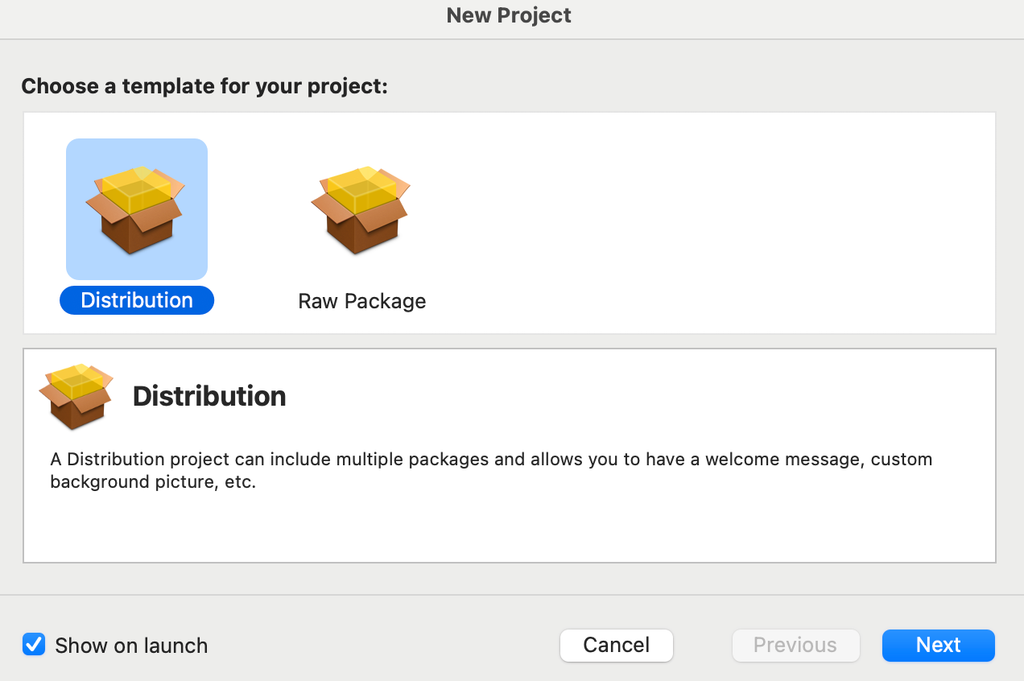 New Project
Choose a template for your project:
Distribution
Raw Package
Distribution
A Distribution project can include multiple packages and allows you to have a welcome message, custom
background picture, etc.
Show on launch
Cancel
Previous
Next